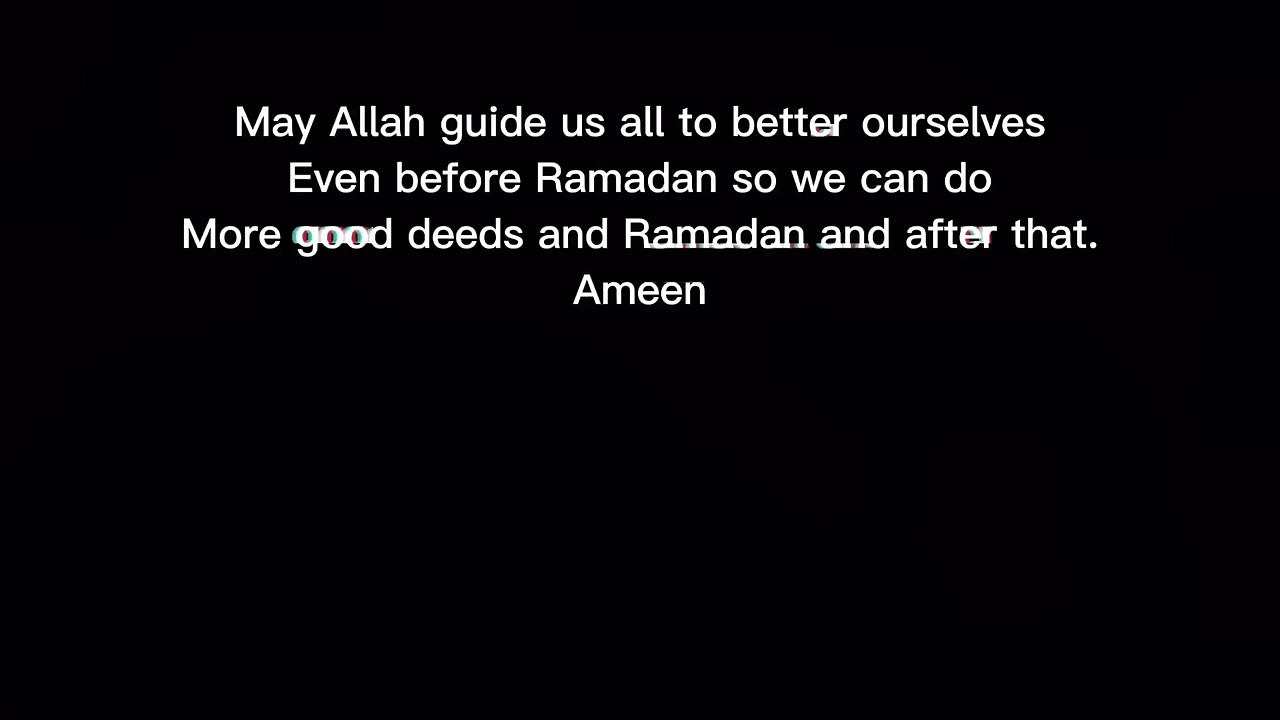 May Allah guide us all to better ourselves
Even before Ramadan so we can do
More good deeds and Ramadan and after that.
Ameen